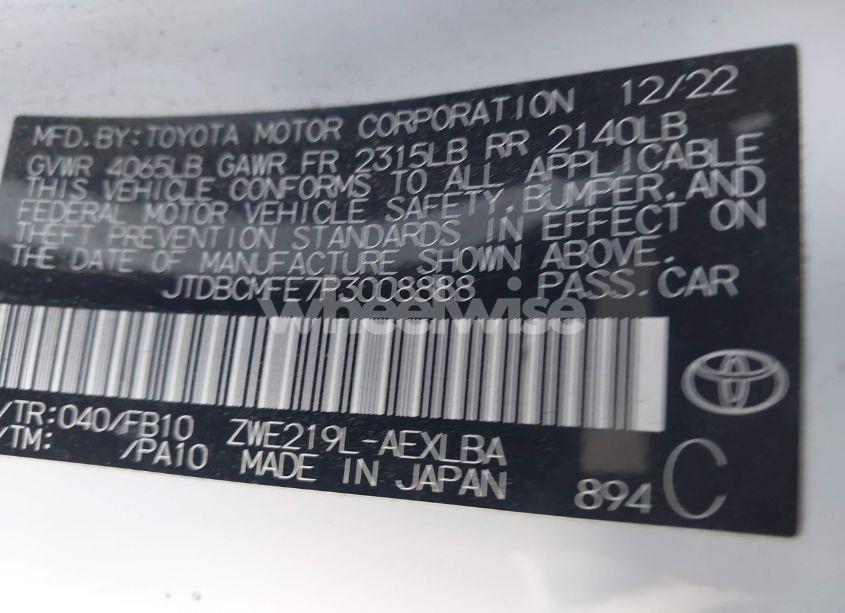 MFD.BY:TOYOTA MOTOR CORPORATION 12/22
GVWR 4065LB GAWR FR 2315LB RR 2140LB
THIS VEHICLE CONFORMS TO ALL APPLICABLE
FEDERAL MOTOR VEHICLE SAFETY,BUMPER,AND
THEFT PREVENTION STANDARDS IN EFFECT ON
THE DATE OF MANUFACTURE SHOWN ABOVE.
JTDBCMFE7P3008888 PASS.CAR
wheelwise
/TR:040/FB10 ZWE219L-AEXLBA
/TM: /PA10 MADE IN JAPAN 894 C